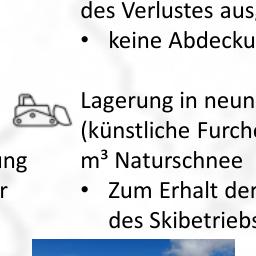 des Verlustes aus
• keine Abdecku
Lagerung in neun
(künstliche Furche
ung m³ Naturschnee
r • Zum Erhalt der
des Skibetriebs